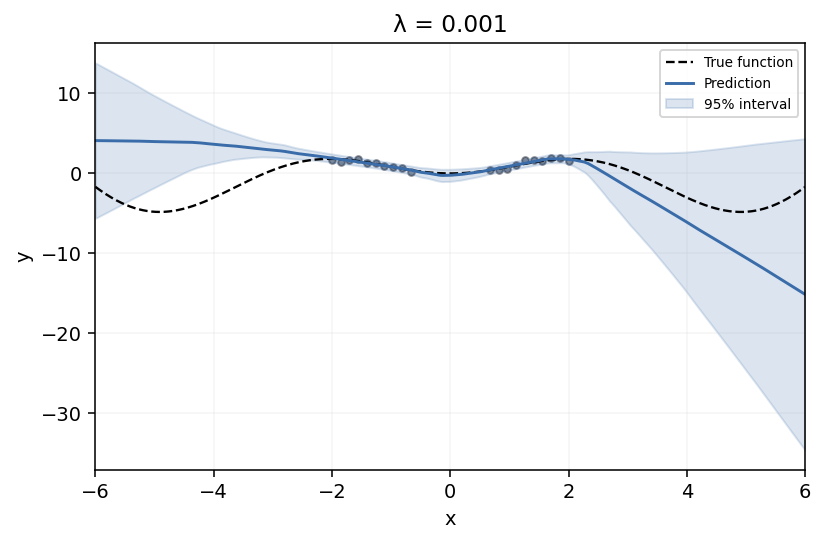 λ = 0.001
True function
Prediction
95% interval
10
0
−10
−20
−30
y
−6
−4
−2
0
2
4
6
x